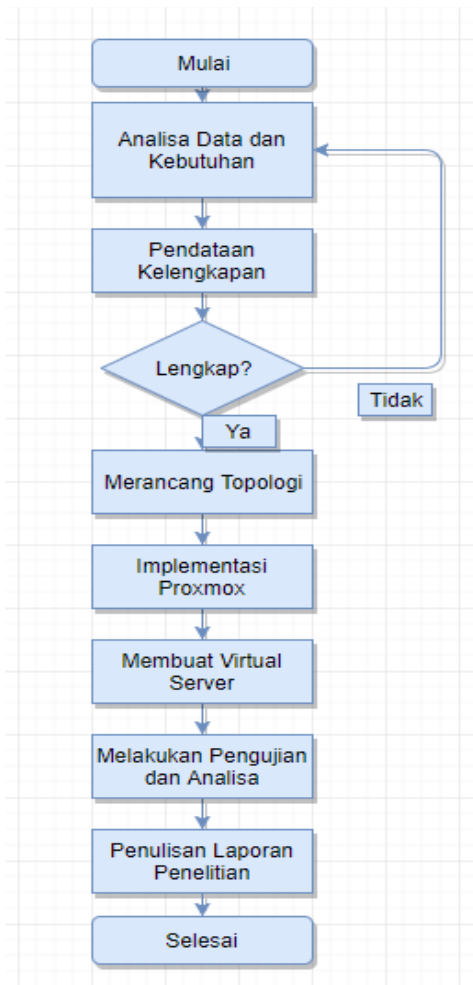 Mulai
Analisa Data dan
Kebutuhan
Pendataan
Kelengkapan
Lengkap?
Tidak
Ya
Merancang Topologi
Implementasi
Proxmox
Membuat Virtual
Server
Melakukan Pengujian
dan Analisa
Penulisan Laporan
Penelitian
Selesai